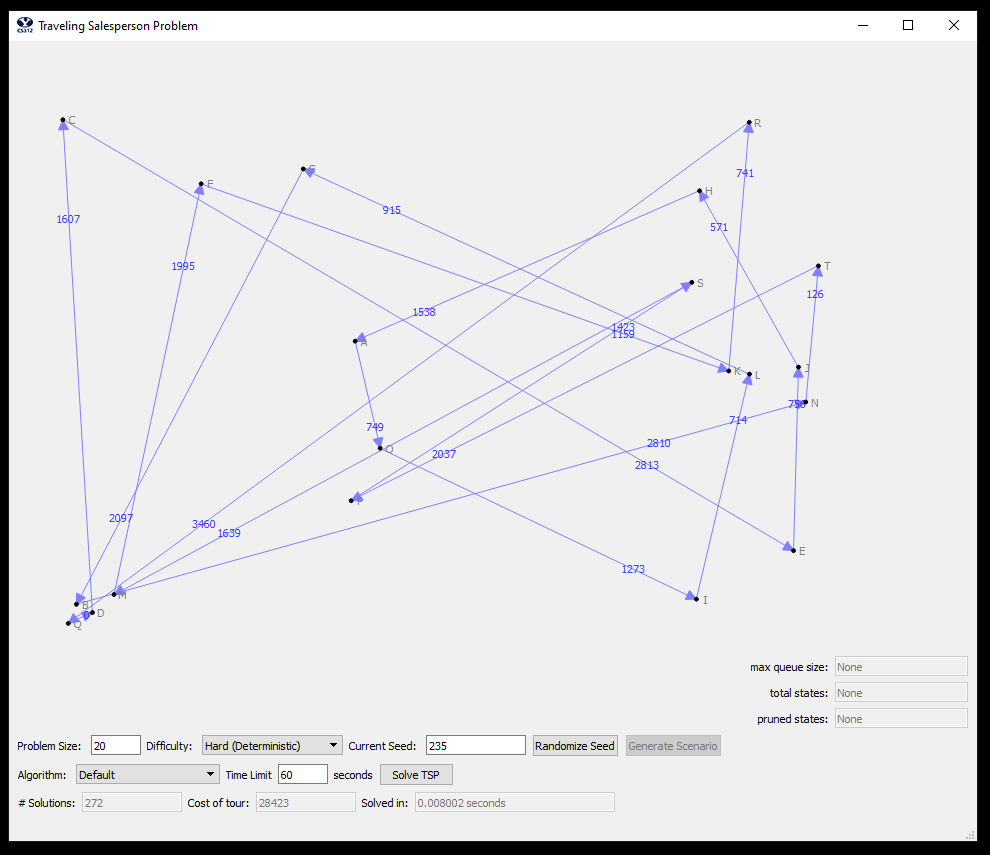 CS312
Traveling Salesperson Problem
C
R
G
F
741
H
915
1607
571
1995
T
S
126
1538
1423
1159
A
K
L
J
N
714
749
2810
O
2037
2813
P
2097
3460
1639
E
1273
M
I
B
D
Q
max queue size: None
total states: None
pruned states: None
Problem Size: 20 Difficulty: Hard (Deterministic) Current Seed: 235 Randomize Seed Generate Scenario
Algorithm: Default Time Limit 60 seconds Solve TSP
# Solutions: 272 Cost of tour: 28423 Solved in: 0.008002 seconds